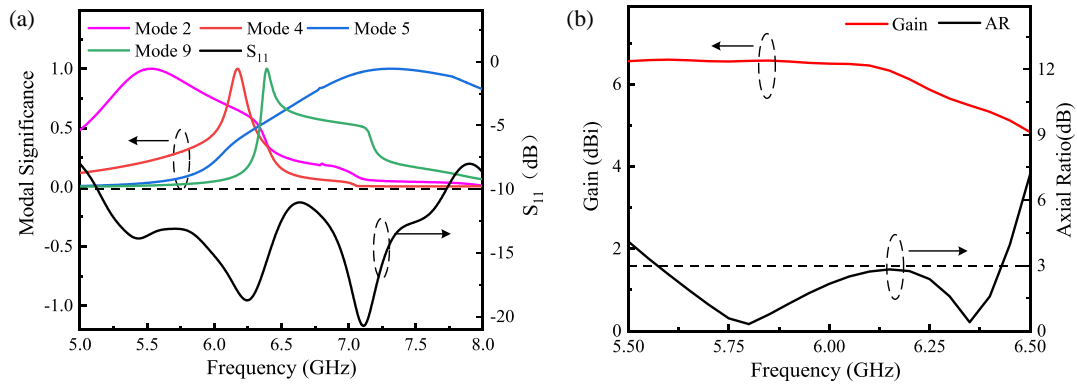 (a)
Mode 2
Mode 4
Mode 5
Mode 9
S11
Modal Significance
1.0
0.5
0.0
-0.5
-1.0
0
-5
-10
-15
-20
S11 (dB)
5.0
5.5
6.0
6.5
7.0
7.5
8.0
Frequency (GHz)
(b)
Gain
AR
Gain (dBi)
6
4
2
0
12
9
6
3
0
Axial Ratio(dB)
5.50
5.75
6.00
6.25
6.50
Frequency (GHz)